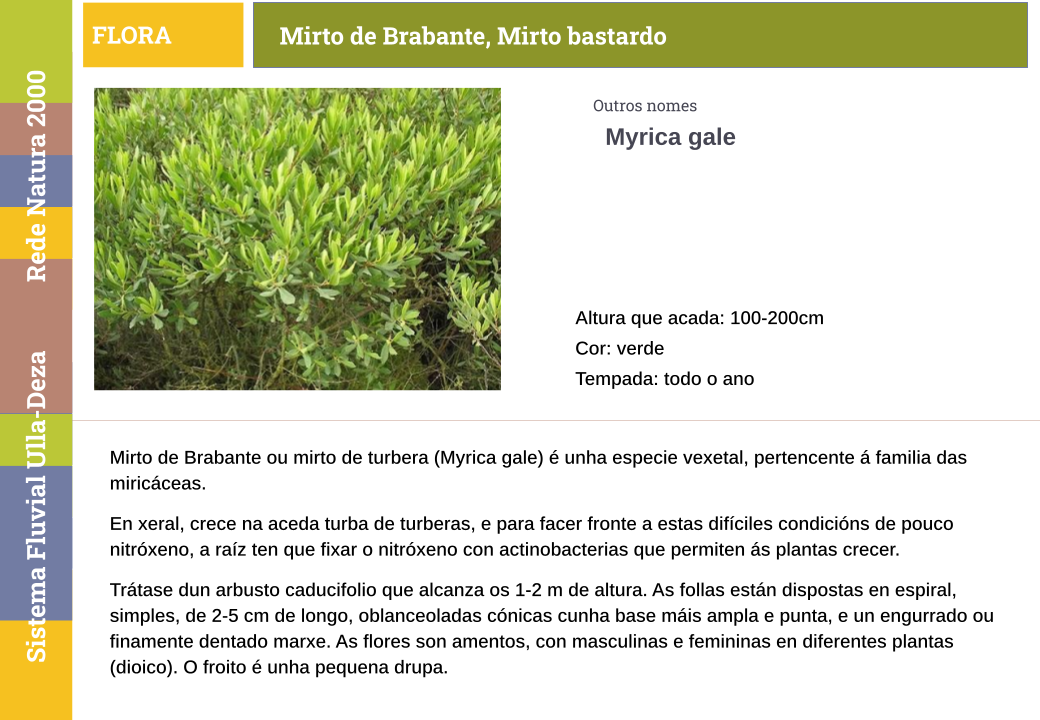 FLORA
Mirto de Brabante, Mirto bastardo
Rede Natura 2000
Sistema Fluvial Ulla-Deza
Outros nomes
Myrica gale
Altura que acada: 100-200cm
Cor: verde
Tempada: todo o ano
Mirto de Brabante ou mirto de turbera (Myrica gale) é unha especie vexetal, pertencente á familia das
miricáceas.
En xeral, crece na aceda turba de turberas, e para facer fronte a estas difíciles condicións de pouco
nitróxeno, a raíz ten que fixar o nitróxeno con actinobacterias que permiten ás plantas crecer.
Trátase dun arbusto caducifolio que alcanza os 1-2 m de altura. As follas están dispostas en espiral,
simples, de 2-5 cm de longo, oblanceoladas cónicas cunha base máis ampla e punta, e un engurrado ou
finamente dentado marxe. As flores son amentos, con masculinas e femininas en diferentes plantas
(dioico). O froito é unha pequena drupa.